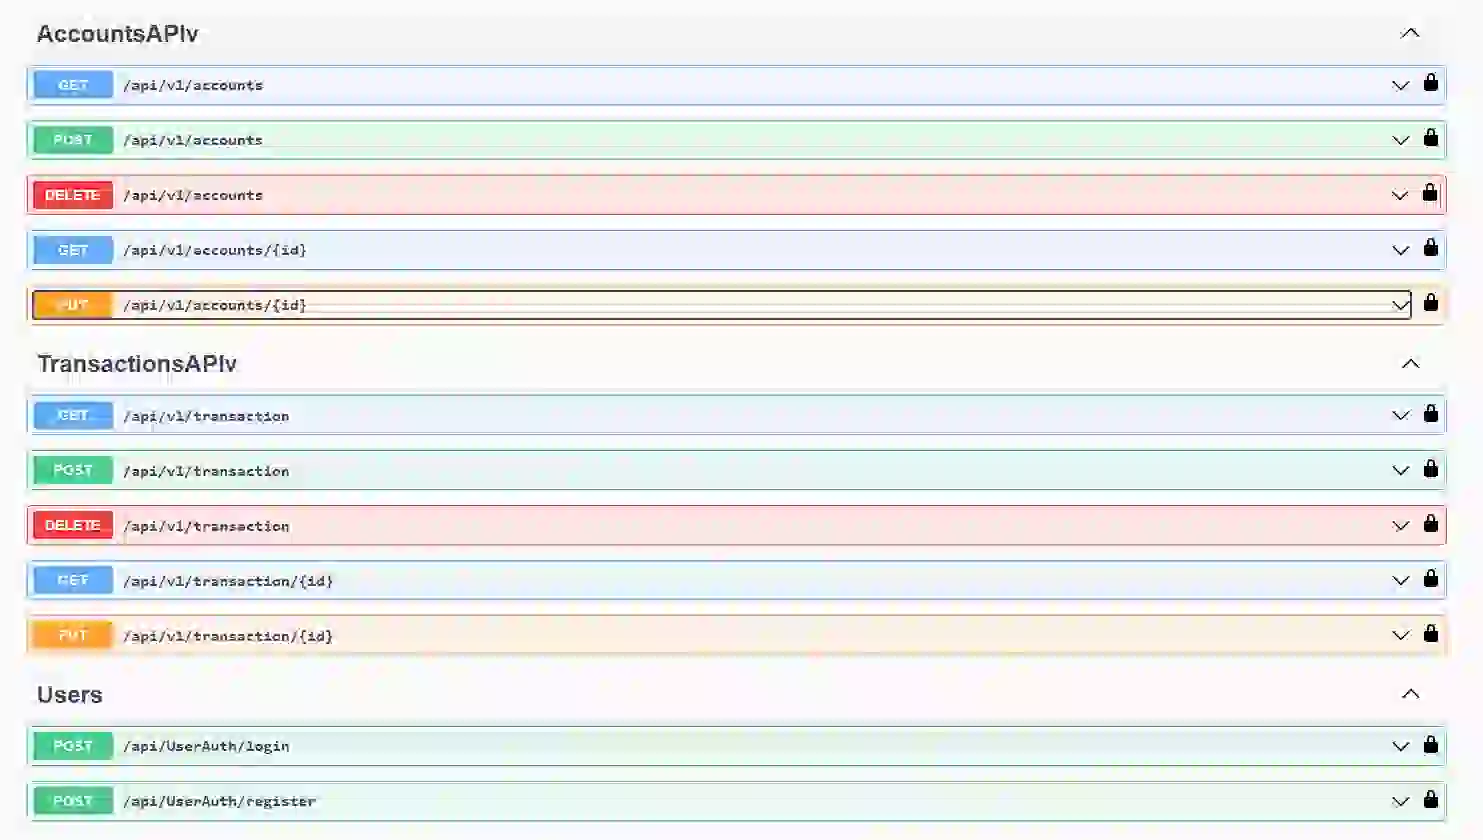 AccountsAPIv
GET /api/v1/accounts
POST /api/v1/accounts
DELETE /api/v1/accounts
GET /api/v1/accounts/{id}
PUT /api/v1/accounts/{id}
TransactionsAPIv
GET /api/v1/transaction
POST /api/v1/transaction
DELETE /api/v1/transaction
GET /api/v1/transaction/{id}
PUT /api/v1/transaction/{id}
Users
POST /api/UserAuth/login
POST /api/UserAuth/register